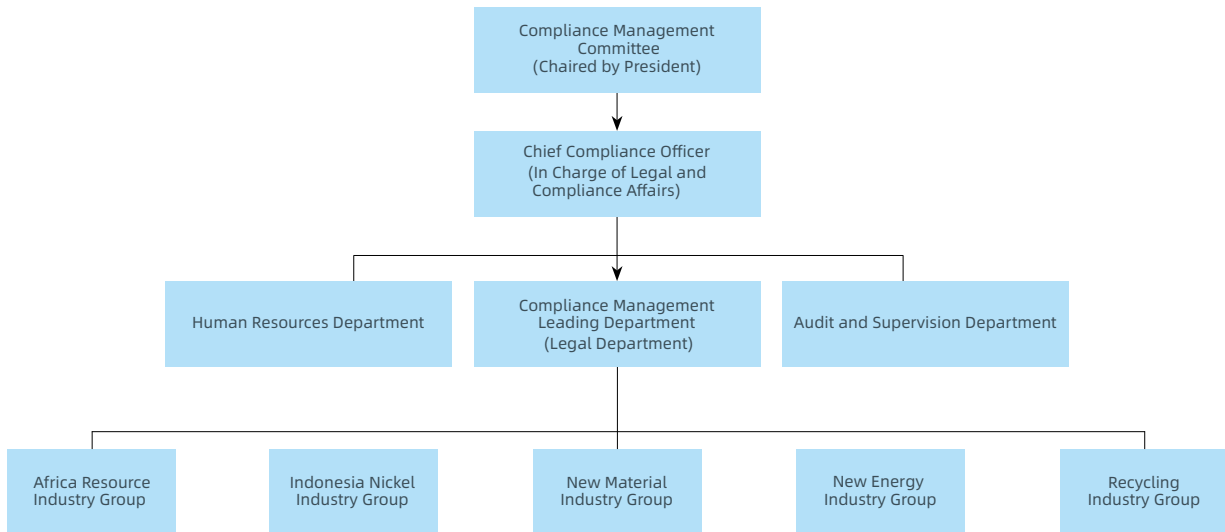 Compliance Management
Committee
(Chaired by President)
Chief Compliance Officer
(In Charge of Legal and
Compliance Affairs)
Human Resources Department
Compliance Management
Leading Department
(Legal Department)
Audit and Supervision Department
Africa Resource
Industry Group
Indonesia Nickel
Industry Group
New Material
Industry Group
New Energy
Industry Group
Recycling
Industry Group